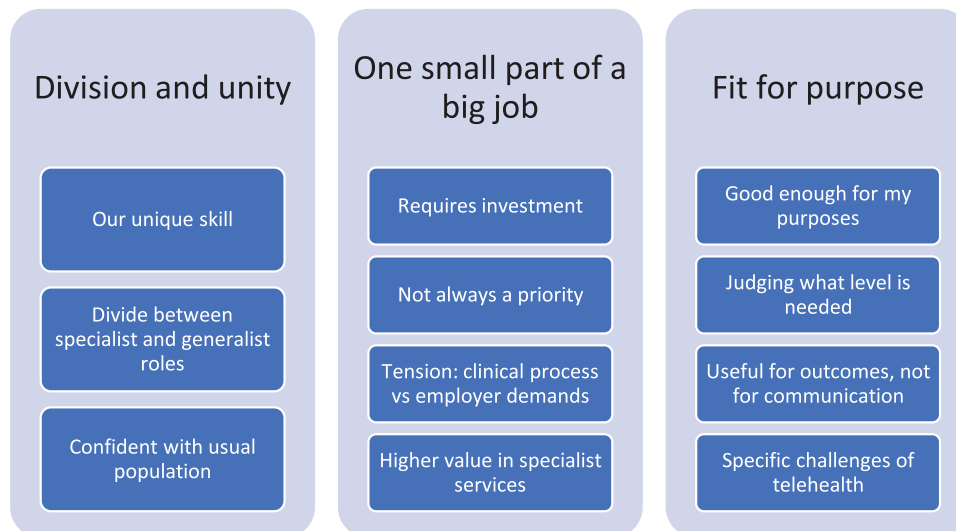 Division and unity
Our unique skill
Divide between
specialist and generalist
roles
Confident with usual
population
One small part of a
big job
Requires investment
Not always a priority
Tension: clinical process
vs employer demands
Higher value in specialist
services
Fit for purpose
Good enough for my
purposes
Judging what level is
needed
Useful for outcomes, not
for communication
Specific challenges of
telehealth